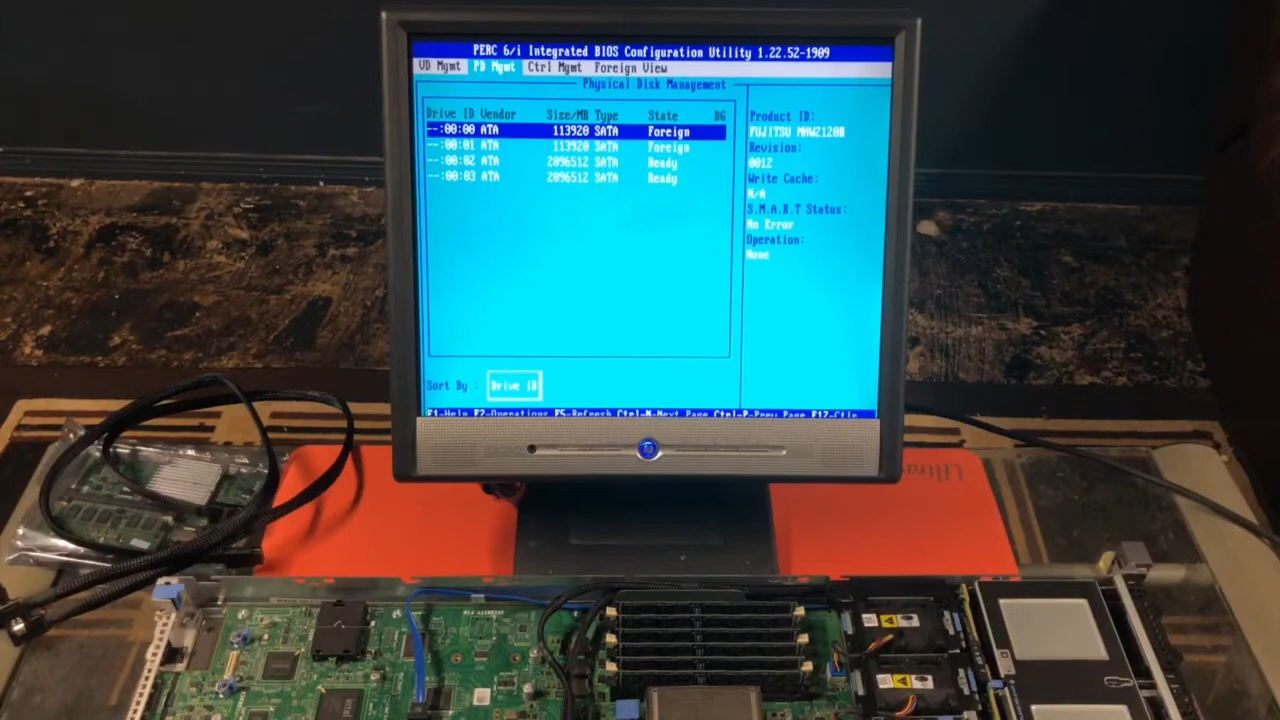 PERC 6/i Integrated BIOS Configuration Utility 1.22.52-1909
VD Mgmt PD Mgmt Ctrl Mgmt Foreign View
Physical Disk Management
Drive ID Vendor Size/MB Type State DG
--:00:00 ATA 113920 SATA Foreign
--:00:01 ATA 113920 SATA Foreign
--:00:02 ATA 2096512 SATA Ready
--:00:03 ATA 2096512 SATA Ready
Product ID:
FUJITSU MHW2120B
Revision:
0012
Write Cache:
N/A
S.M.A.R.T Status:
No Error
Operation:
None
Sort By : Drive ID
F1-Help F2-Operations F5-Refresh Ctrl-N-Next Page Ctrl-P-Prev Page F12-Ctlr
Ultra